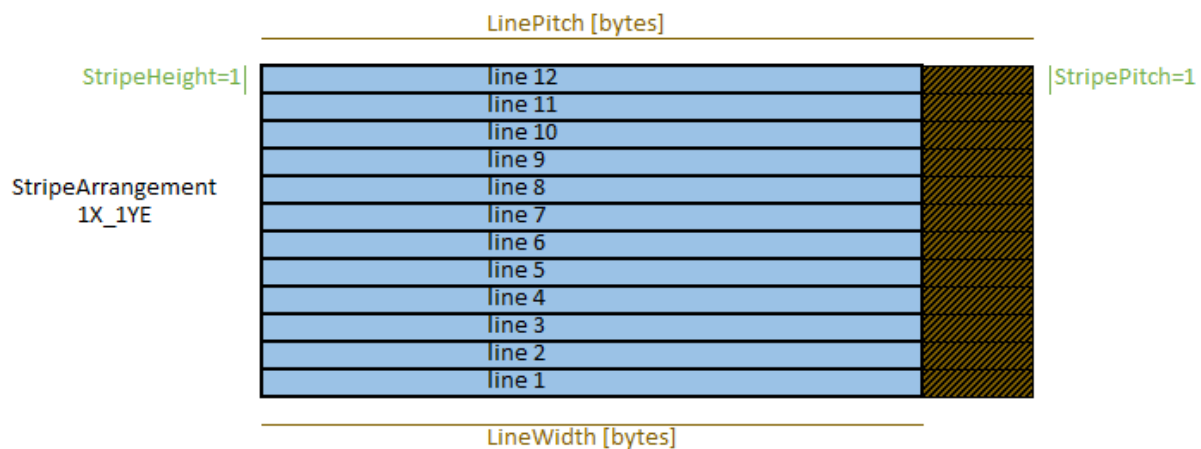 LinePitch [bytes]
StripeHeight=1
line 12
StripePitch=1
line 11
line 10
line 9
StripeArrangement
1X_1YE
line 8
line 7
line 6
line 5
line 4
line 3
line 2
line 1
LineWidth [bytes]